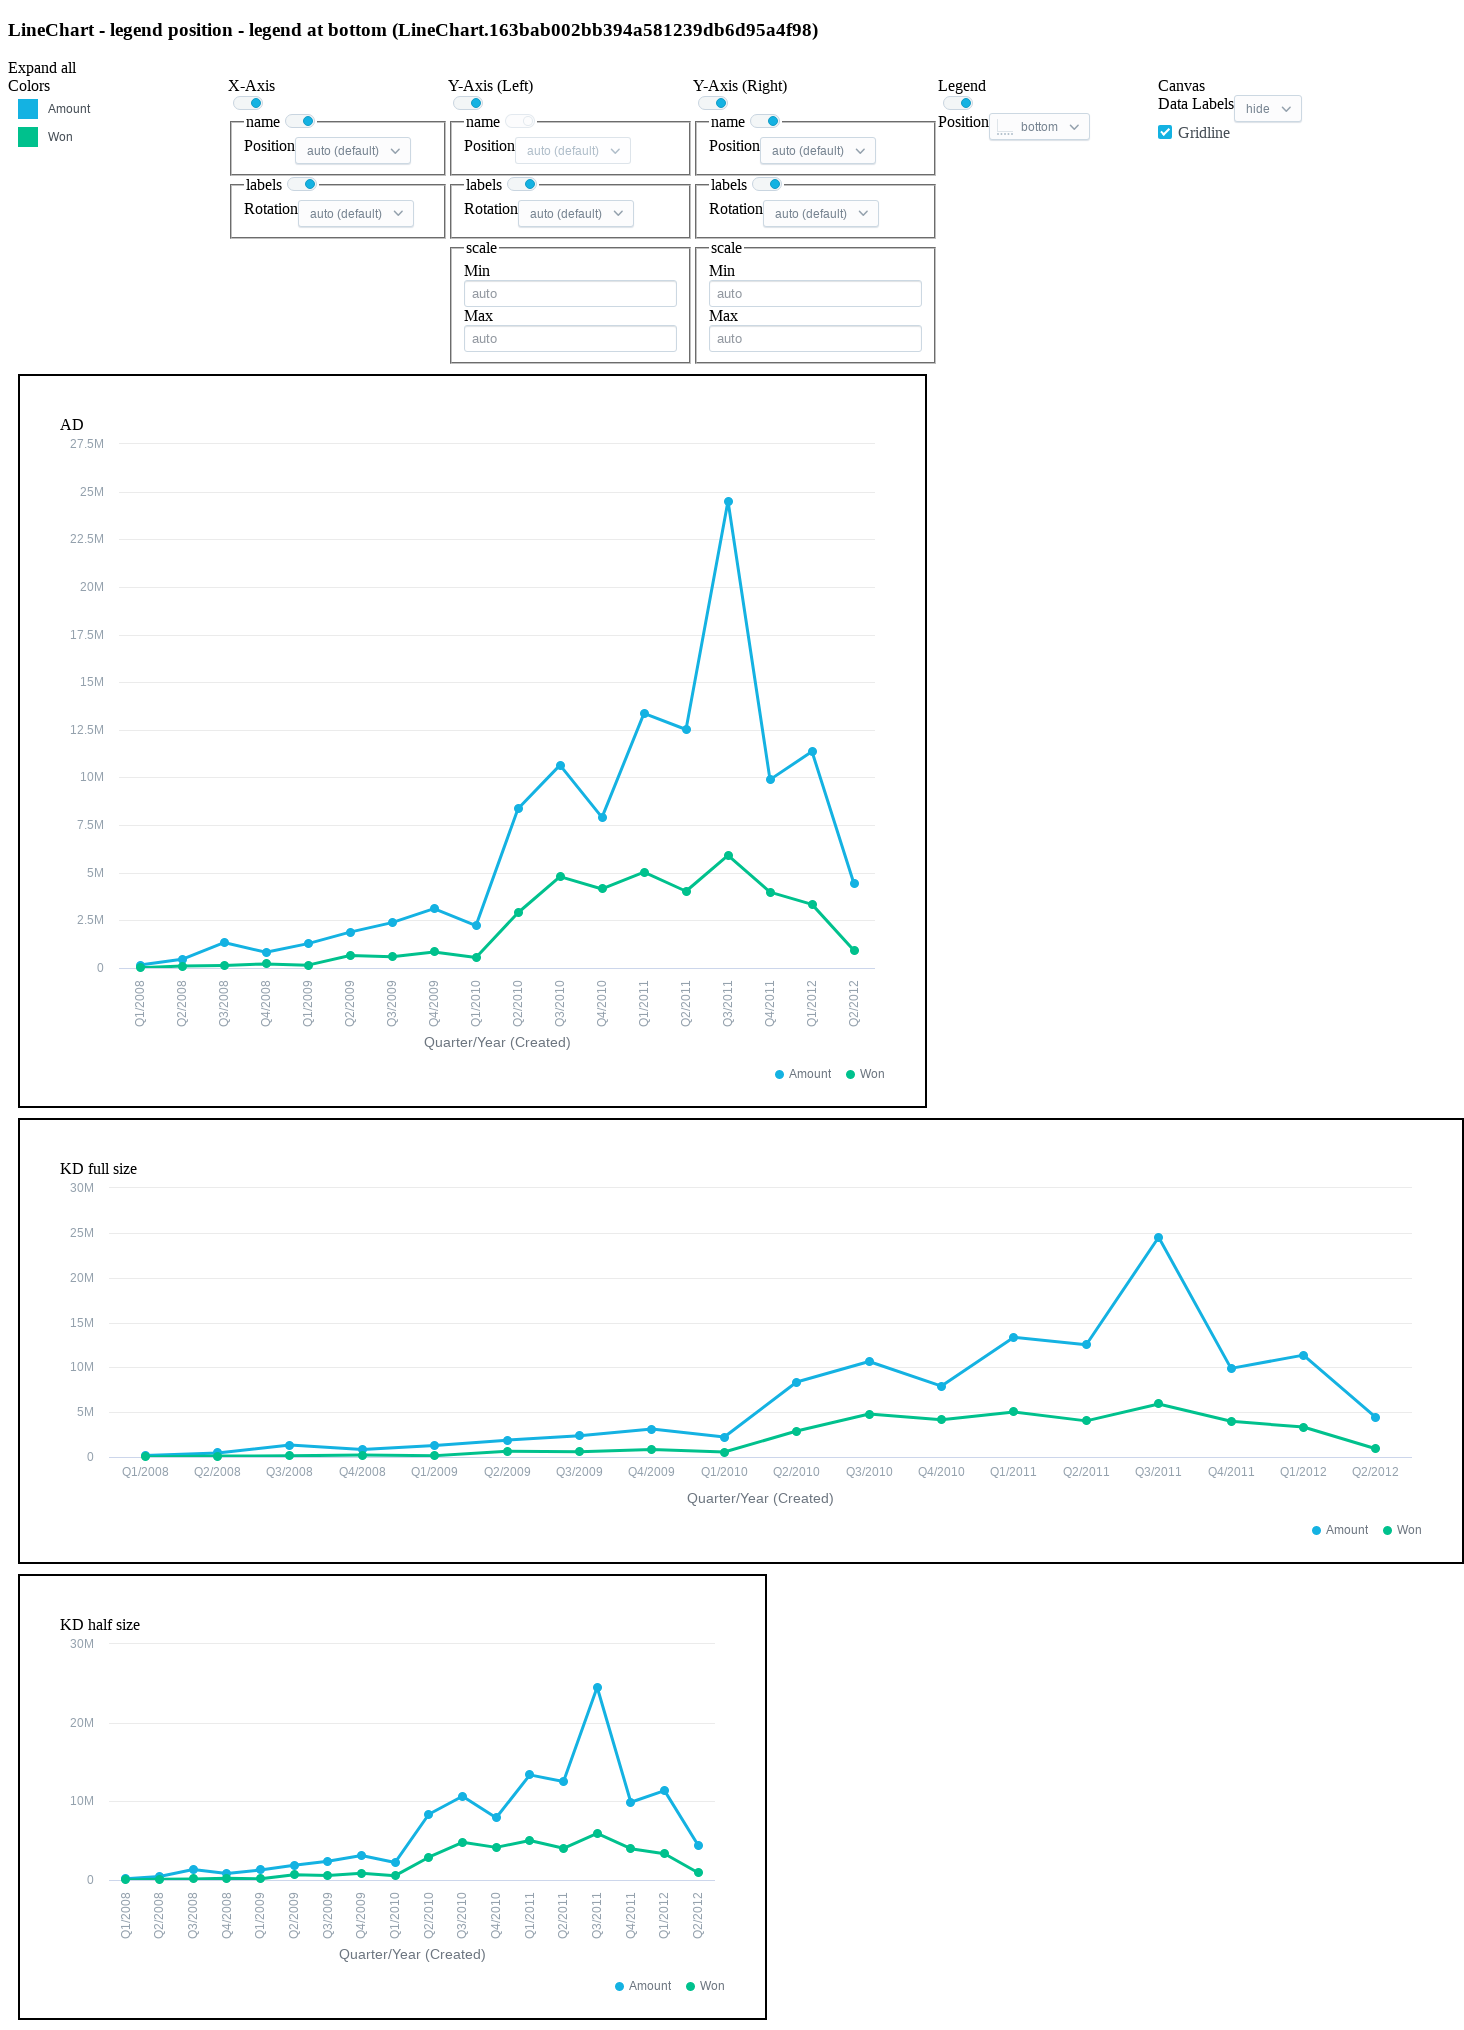 LineChart - legend position - legend at bottom (LineChart.163bab002bb394a581239db6d95a4f98)
Expand all
Colors
Amount
Won
X-Axis
name
Position auto (default)
labels
Rotation auto (default)
Y-Axis (Left)
name
Position auto (default)
labels
Rotation auto (default)
scale
Min
auto
Max
auto
Y-Axis (Right)
name
Position auto (default)
labels
Rotation auto (default)
scale
Min
auto
Max
auto
Legend
Position bottom
Canvas
Data Labels hide
Gridline
AD
27.5M
25M
22.5M
20M
17.5M
15M
12.5M
10M
7.5M
5M
2.5M
0
Q1/2008 Q2/2008 Q3/2008 Q4/2008 Q1/2009 Q2/2009 Q3/2009 Q4/2009 Q1/2010 Q2/2010 Q3/2010 Q4/2010 Q1/2011 Q2/2011 Q3/2011 Q4/2011 Q1/2012 Q2/2012
Quarter/Year (Created)
Amount Won
KD full size
30M
25M
20M
15M
10M
5M
0
Q1/2008 Q2/2008 Q3/2008 Q4/2008 Q1/2009 Q2/2009 Q3/2009 Q4/2009 Q1/2010 Q2/2010 Q3/2010 Q4/2010 Q1/2011 Q2/2011 Q3/2011 Q4/2011 Q1/2012 Q2/2012
Quarter/Year (Created)
Amount Won
KD half size
30M
20M
10M
0
Q1/2008 Q2/2008 Q3/2008 Q4/2008 Q1/2009 Q2/2009 Q3/2009 Q4/2009 Q1/2010 Q2/2010 Q3/2010 Q4/2010 Q1/2011 Q2/2011 Q3/2011 Q4/2011 Q1/2012 Q2/2012
Quarter/Year (Created)
Amount Won